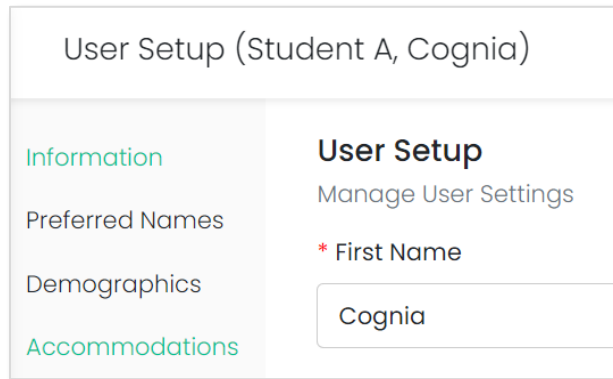 User Setup (Student A, Cognia)
Information
Preferred Names
Demographics
Accommodations
User Setup
Manage User Settings
* First Name
Cognia